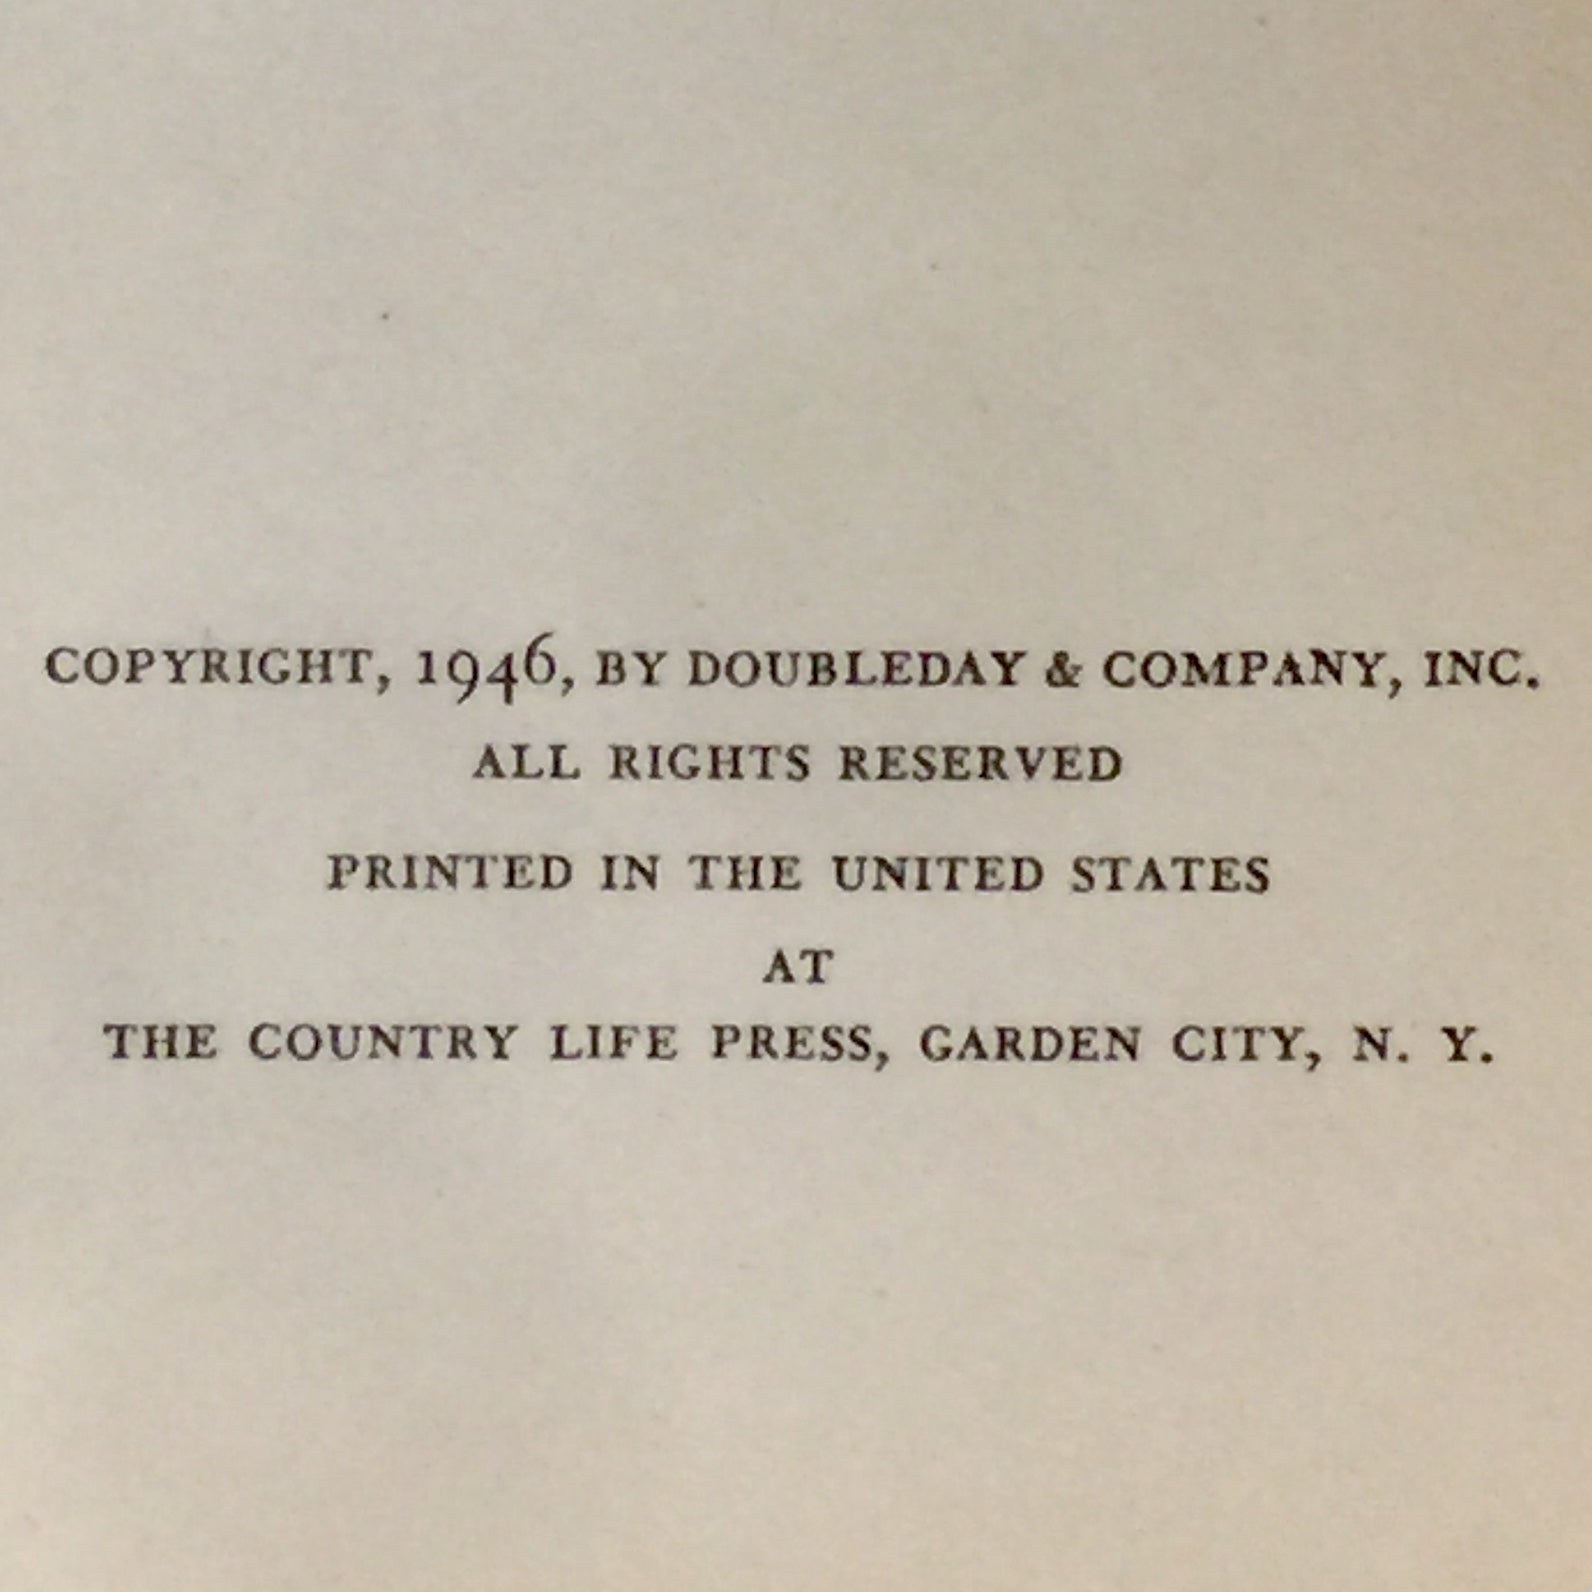 COPYRIGHT, 1946, BY DOUBLEDAY & COMPANY, INC.
ALL RIGHTS RESERVED
PRINTED IN THE UNITED STATES
AT
THE COUNTRY LIFE PRESS, GARDEN CITY, N. Y.